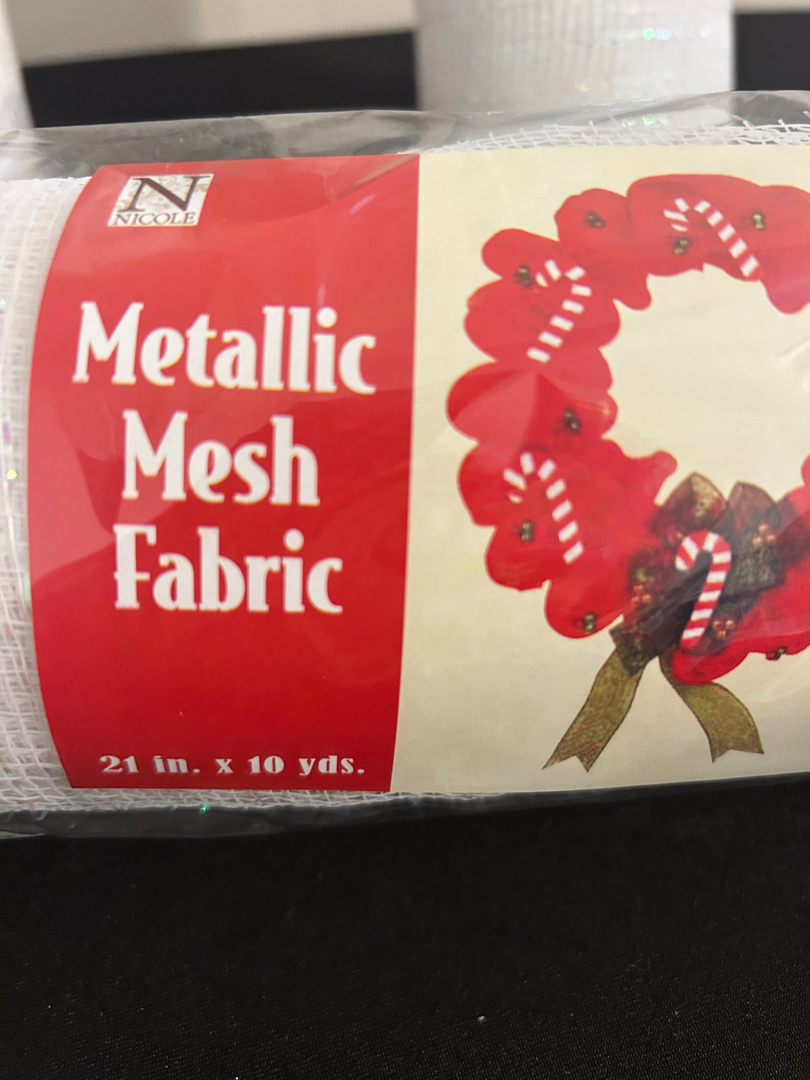 N
NICOLE
Metallic
Mesh
Fabric
21 in. x 10 yds.